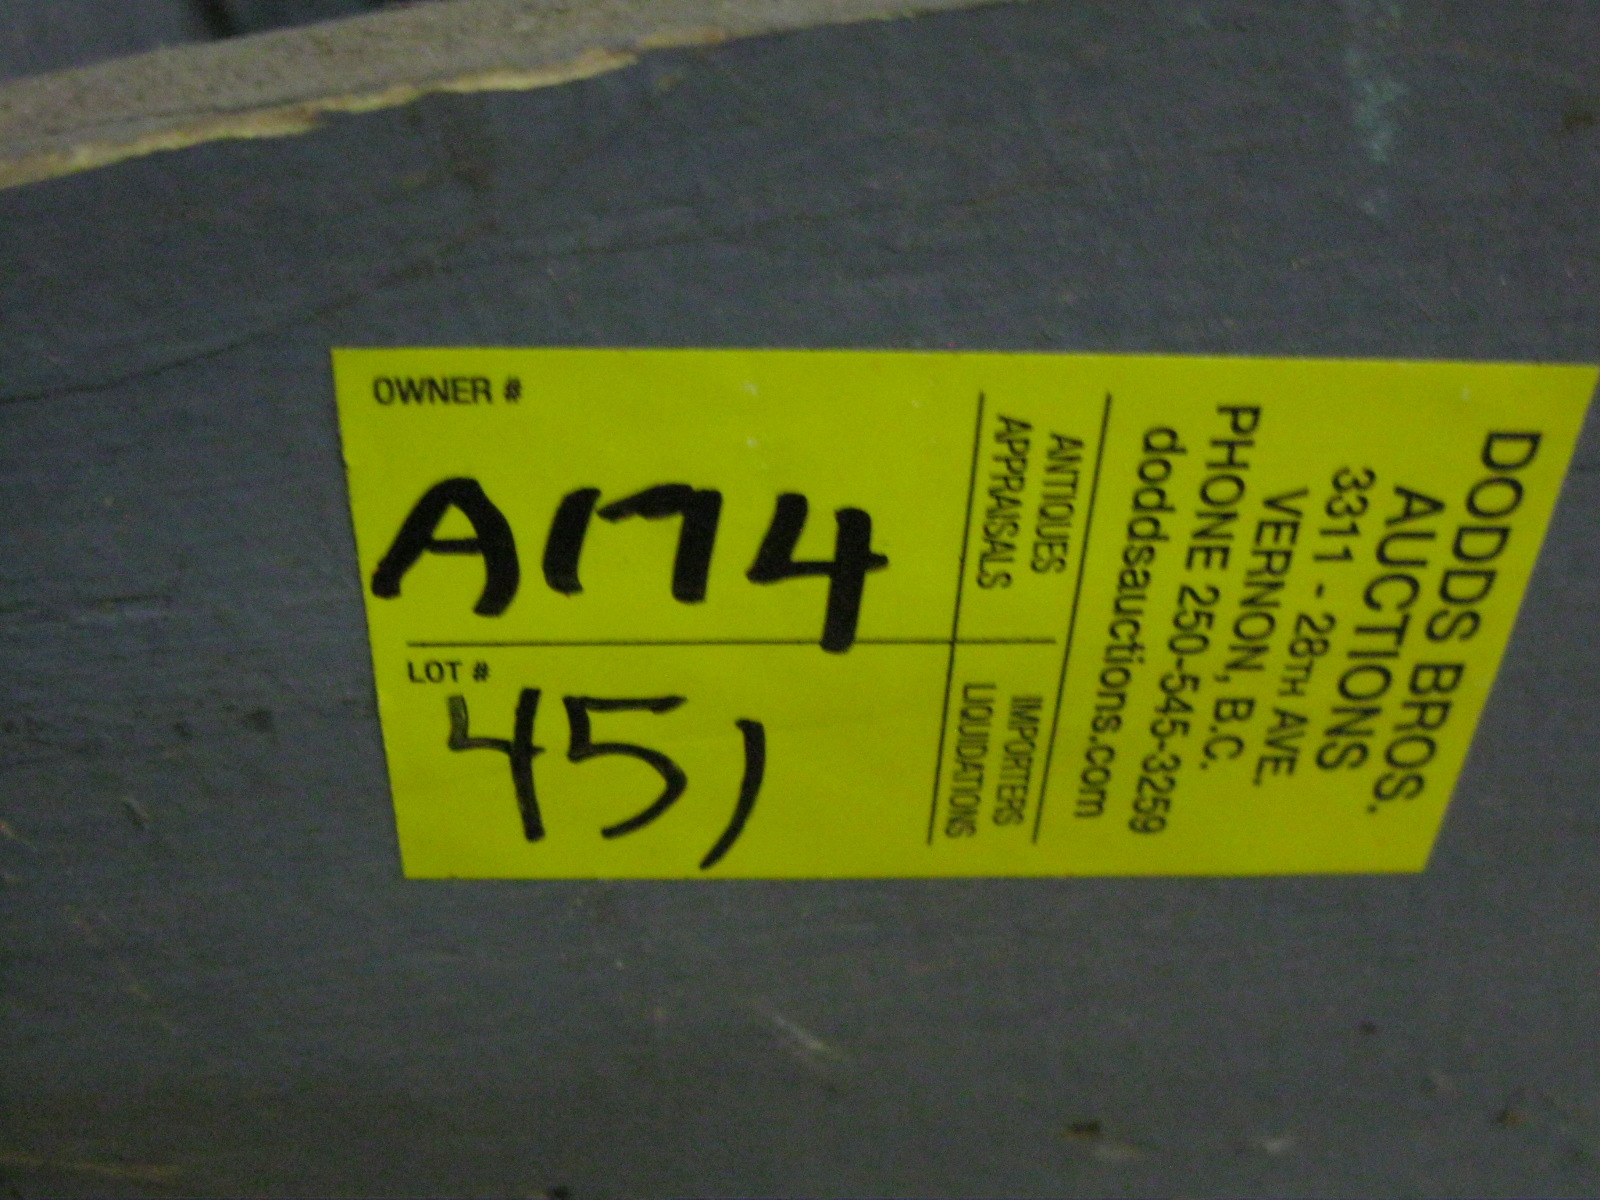 OWNER #
A174
LOT #
451
ANTIQUES
APPRAISALS
IMPORTERS
LIQUIDATIONS
DODDS BROS.
AUCTIONS
3311 - 28TH AVE.
VERNON, B.C.
PHONE 250-545-3259
doddsauctions.com